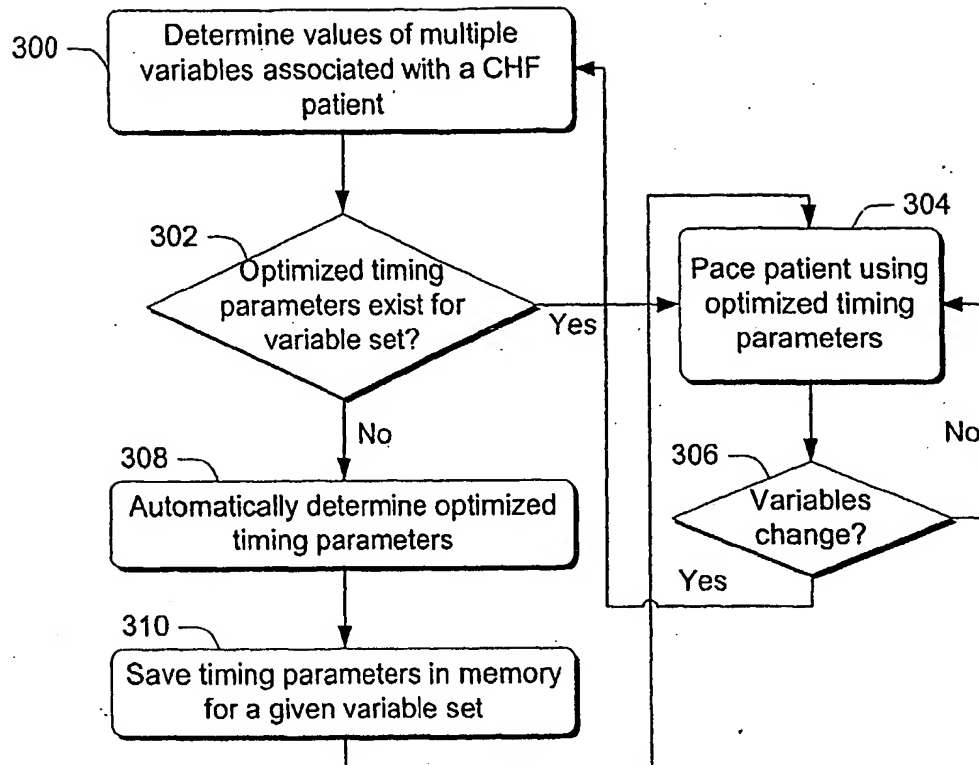 300
Determine values of multiple
variables associated with a CHF
patient
302
Optimized timing
parameters exist for
variable set?
Yes
304
Pace patient using
optimized timing
parameters
No
No
306
Variables
change?
Yes
308
Automatically determine optimized
timing parameters
310
Save timing parameters in memory
for a given variable set